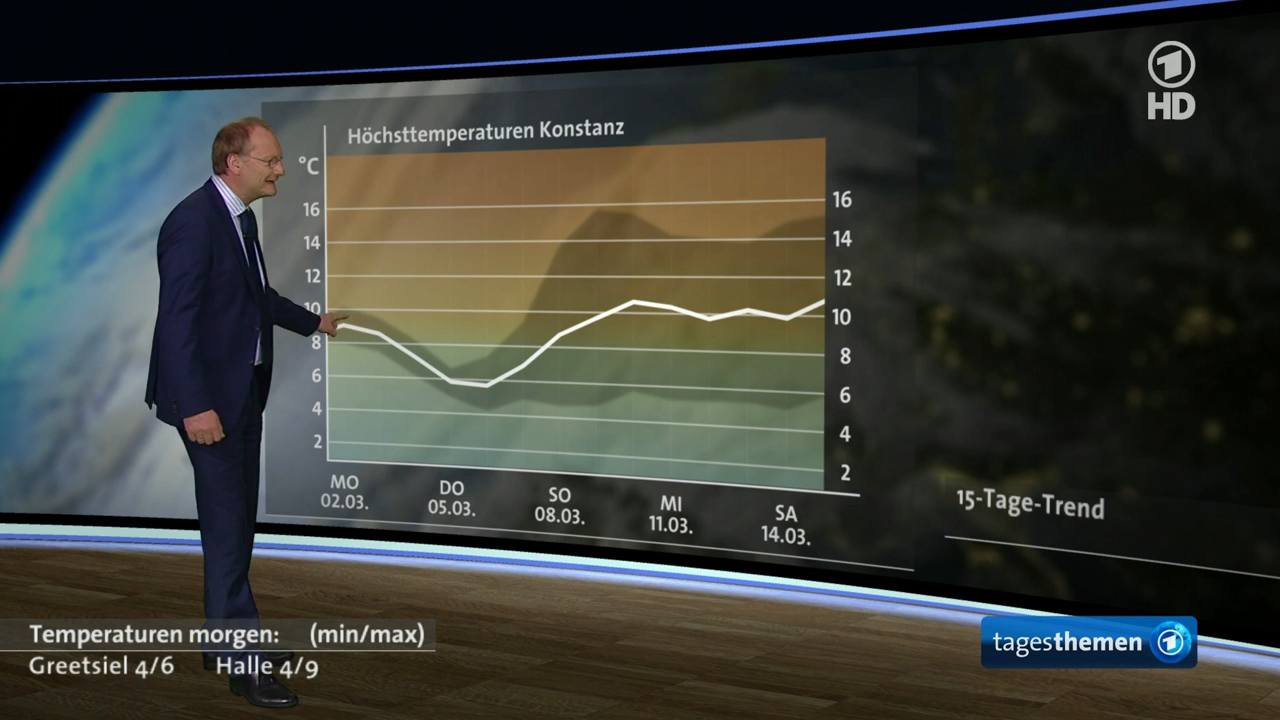 1
HD
Höchsttemperaturen Konstanz
°C
16
14
12
10
8
6
4
2
16
14
12
10
8
6
4
2
MO
02.03.
DO
05.03.
SO
08.03.
MI
11.03.
SA
14.03.
15-Tage-Trend
Temperaturen morgen: (min/max)
Greetsiel 4/6 Halle 4/9
tagesthemen 1